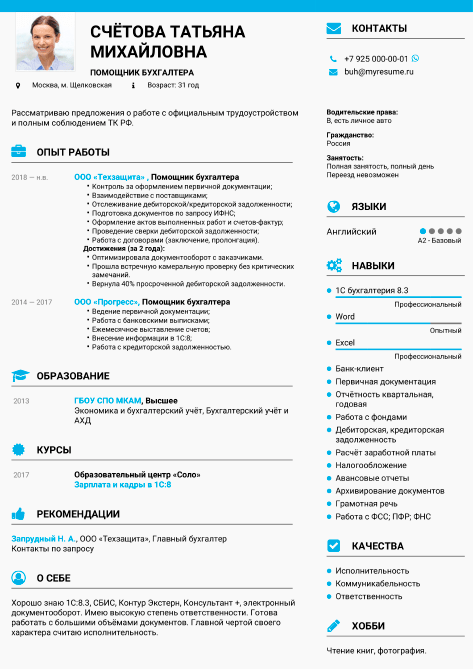 СЧЁТОВА ТАТЬЯНА
МИХАЙЛОВНА
ПОМОЩНИК БУХГАЛТЕРА
Москва, м. Щелковская Возраст: 31 год
Рассматриваю предложения о работе с официальным трудоустройством
и полным соблюдением ТК РФ.
ОПЫТ РАБОТЫ
2018 — н.в. ООО «Техзащита» , Помощник бухгалтера
• Контроль за оформлением первичной документации;
• Взаимодействие с поставщиками;
• Отслеживание дебиторской/кредиторской задолженности;
• Подготовка документов по запросу ИФНС;
• Оформление актов выполненных работ и счетов-фактур;
• Проведение сверки дебиторской задолженности;
• Работа с договорами (заключение, пролонгация).
Достижения (за 2 года):
• Оптимизировала документооборот с заказчиками.
• Прошла встречную камеральную проверку без критических
замечаний.
• Вернула 40% просроченной дебиторской задолженности.
2014 — 2017 ООО «Прогресс», Помощник бухгалтера
• Ведение первичной документации;
• Работа с банковскими выписками;
• Ежемесячное выставление счетов;
• Внесение информации в 1С:8;
• Работа с кредиторской задолженностью.
ОБРАЗОВАНИЕ
2013 ГБОУ СПО МКАМ, Высшее
Экономика и бухгалтерский учёт, Бухгалтерский учёт и
АХД
КУРСЫ
2017 Образовательный центр «Соло»
Зарплата и кадры в 1С:8
РЕКОМЕНДАЦИИ
Запрудный Н. А., ООО «Техзащита», Главный бухгалтер
Контакты по запросу
О СЕБЕ
Хорошо знаю 1С:8.3, СБИС, Контур Экстерн, Консультант +, электронный
документооборот. Имею высокую степень ответственности. Готова
работать с большими объёмами документов. Главной чертой своего
характера считаю исполнительность.
КОНТАКТЫ
+7 925 000-00-01
buh@myresume.ru
Водительские права:
B, есть личное авто
Гражданство:
Россия
Занятость:
Полная занятость, полный день
Переезд невозможен
ЯЗЫКИ
Английский
A2 - Базовый
НАВЫКИ
1С бухгалтерия 8.3
Профессиональный
Word
Опытный
Excel
Профессиональный
Банк-клиент
Первичная документация
Отчётность квартальная,
годовая
Работа с фондами
Дебиторская, кредиторская
задолженность
Расчёт заработной платы
Налогообложение
Авансовые отчеты
Архивирование документов
Грамотная речь
Работа с ФСС; ПФР; ФНС
КАЧЕСТВА
Исполнительность
Коммуникабельность
Ответственность
ХОББИ
Чтение книг, фотография.